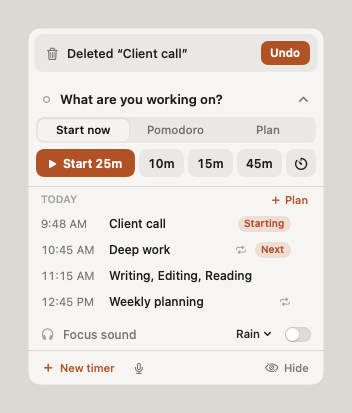 Deleted “Client call” Undo
What are you working on?
Start now Pomodoro Plan
Start 25m 10m 15m 45m
TODAY + Plan
9:48 AM Client call Starting
10:45 AM Deep work Next
11:15 AM Writing, Editing, Reading
12:45 PM Weekly planning
Focus sound Rain
+ New timer Hide